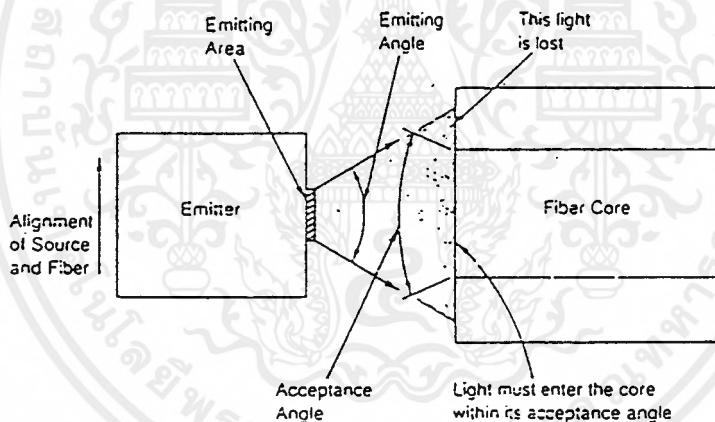 Emitting
Area
Emitting
Angle
This light
is lost
Alignment
of Source
and Fiber
Emitter
Fiber Core
Acceptance
Angle
Light must enter the core
within its acceptance angle